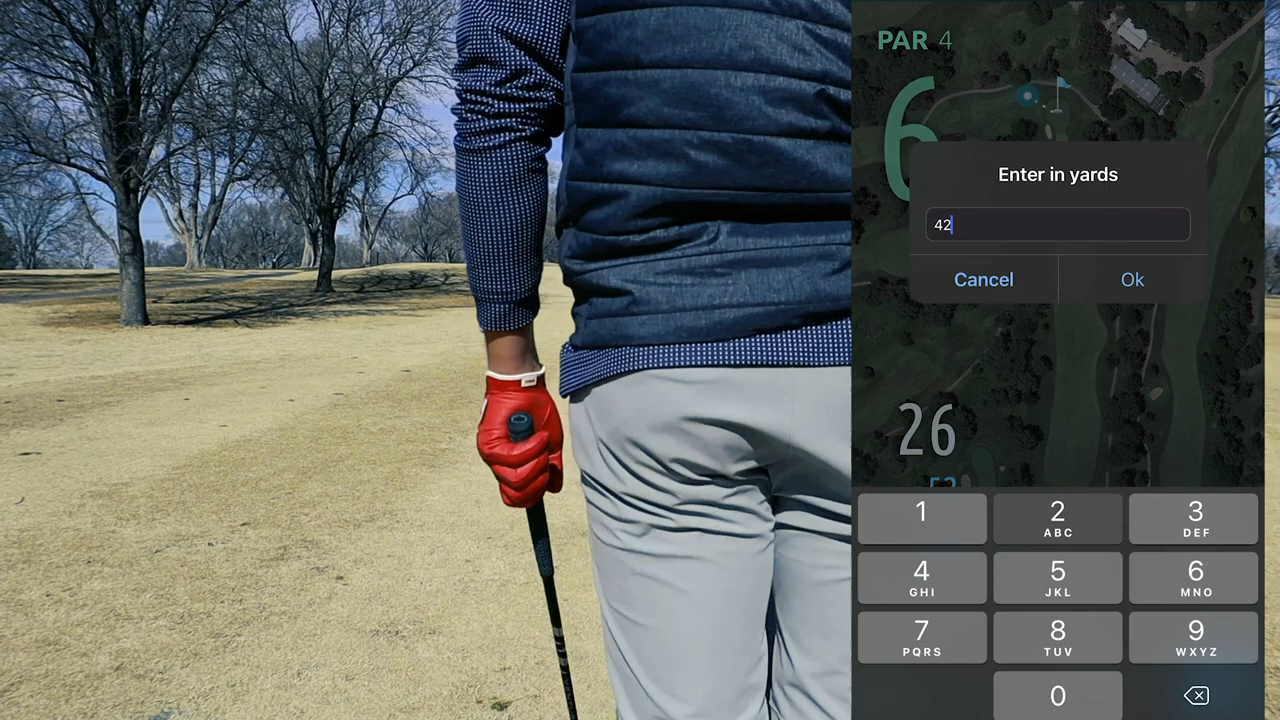 PAR 4
6
Enter in yards
42
Cancel
Ok
26
1
2
ABC
3
DEF
4
GHI
5
JKL
6
MNO
7
PQRS
8
TUV
9
WXYZ
0